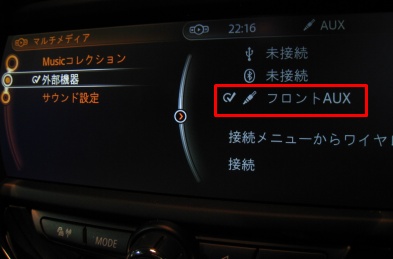 マルチメディア
22:16
AUX
Musicコレクション
外部機器
サウンド設定
未接続
未接続
フロントAUX
接続メニューからワイヤ
接続
MODE